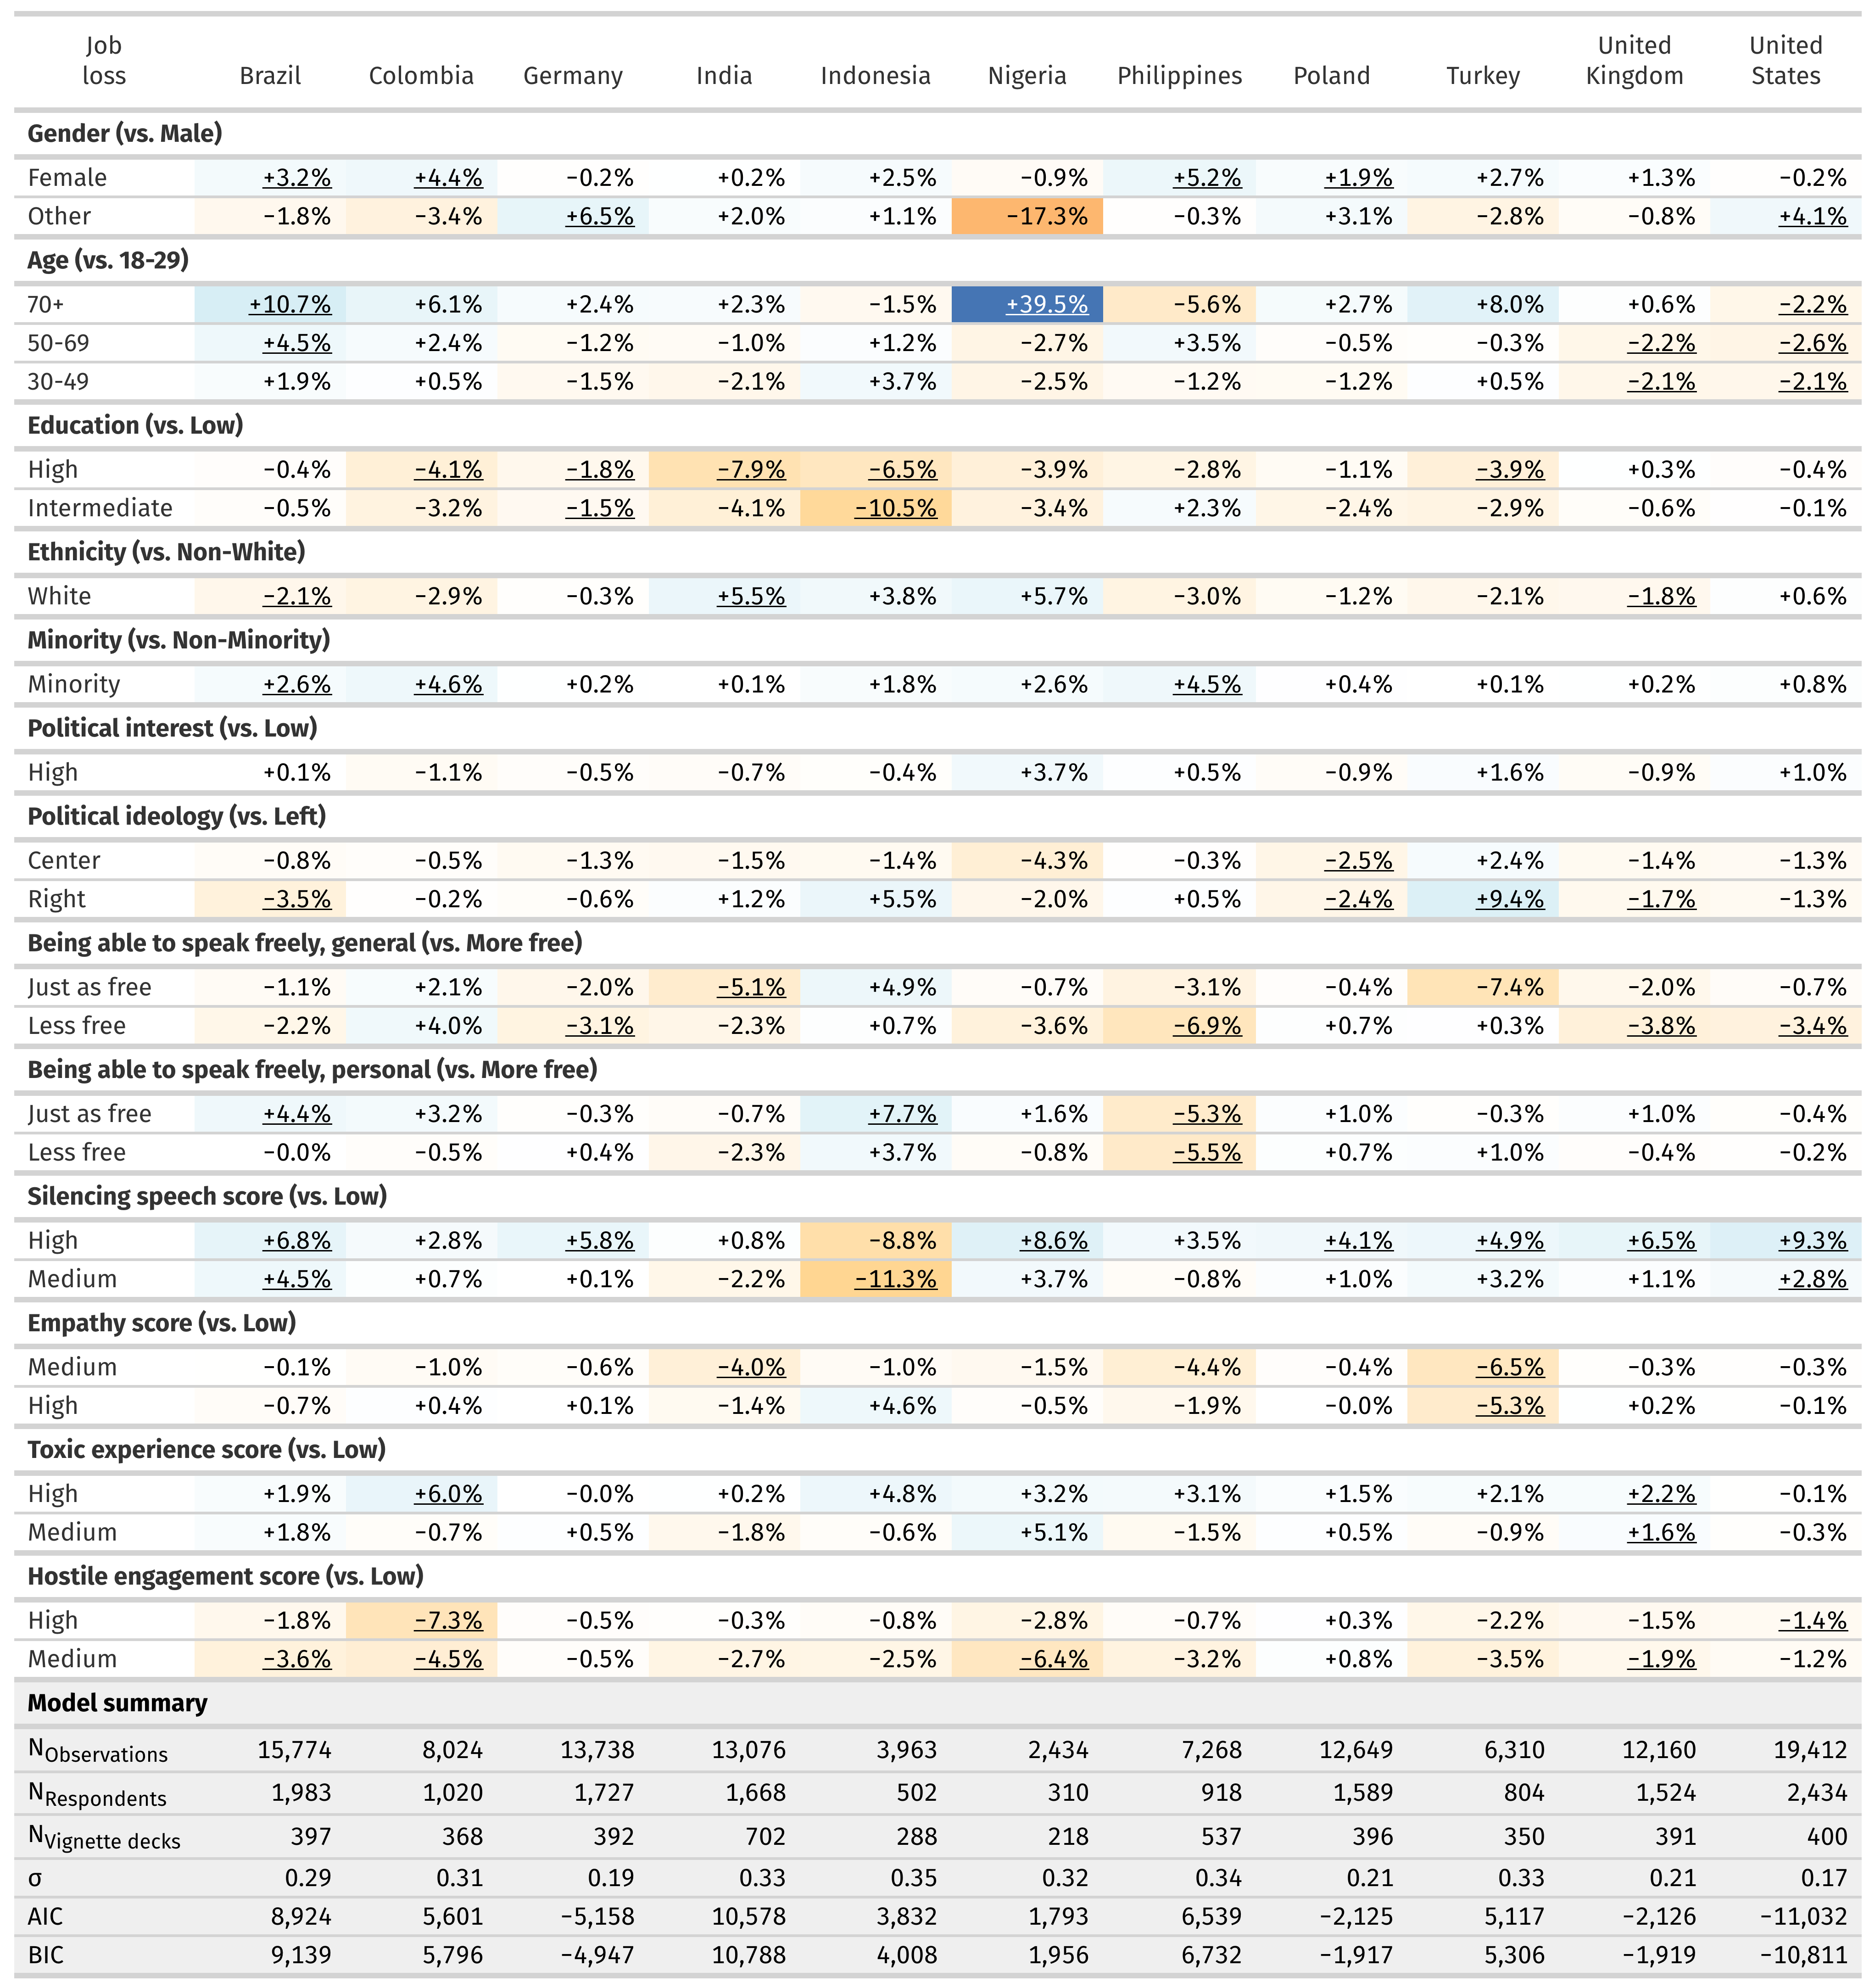 Job loss Brazil Colombia Germany India Indonesia Nigeria Philippines Poland Turkey United Kingdom United States
Gender (vs. Male)
Female +3.2% +4.4% −0.2% +0.2% +2.5% −0.9% +5.2% +1.9% +2.7% +1.3% −0.2%
Other −1.8% −3.4% +6.5% +2.0% +1.1% −17.3% −0.3% +3.1% −2.8% −0.8% +4.1%
Age (vs. 18-29)
70+ +10.7% +6.1% +2.4% +2.3% −1.5% +39.5% −5.6% +2.7% +8.0% +0.6% −2.2%
50-69 +4.5% +2.4% −1.2% −1.0% +1.2% −2.7% +3.5% −0.5% −0.3% −2.2% −2.6%
30-49 +1.9% +0.5% −1.5% −2.1% +3.7% −2.5% −1.2% −1.2% +0.5% −2.1% −2.1%
Education (vs. Low)
High −0.4% −4.1% −1.8% −7.9% −6.5% −3.9% −2.8% −1.1% −3.9% +0.3% −0.4%
Intermediate −0.5% −3.2% −1.5% −4.1% −10.5% −3.4% +2.3% −2.4% −2.9% −0.6% −0.1%
Ethnicity (vs. Non-White)
White −2.1% −2.9% −0.3% +5.5% +3.8% +5.7% −3.0% −1.2% −2.1% −1.8% +0.6%
Minority (vs. Non-Minority)
Minority +2.6% +4.6% +0.2% +0.1% +1.8% +2.6% +4.5% +0.4% +0.1% +0.2% +0.8%
Political interest (vs. Low)
High +0.1% −1.1% −0.5% −0.7% −0.4% +3.7% +0.5% −0.9% +1.6% −0.9% +1.0%
Political ideology (vs. Left)
Center −0.8% −0.5% −1.3% −1.5% −1.4% −4.3% −0.3% −2.5% +2.4% −1.4% −1.3%
Right −3.5% −0.2% −0.6% +1.2% +5.5% −2.0% +0.5% −2.4% +9.4% −1.7% −1.3%
Being able to speak freely, general (vs. More free)
Just as free −1.1% +2.1% −2.0% −5.1% +4.9% −0.7% −3.1% −0.4% −7.4% −2.0% −0.7%
Less free −2.2% +4.0% −3.1% −2.3% +0.7% −3.6% −6.9% +0.7% +0.3% −3.8% −3.4%
Being able to speak freely, personal (vs. More free)
Just as free +4.4% +3.2% −0.3% −0.7% +7.7% +1.6% −5.3% +1.0% −0.3% +1.0% −0.4%
Less free −0.0% −0.5% +0.4% −2.3% +3.7% −0.8% −5.5% +0.7% +1.0% −0.4% −0.2%
Silencing speech score (vs. Low)
High +6.8% +2.8% +5.8% +0.8% −8.8% +8.6% +3.5% +4.1% +4.9% +6.5% +9.3%
Medium +4.5% +0.7% +0.1% −2.2% −11.3% +3.7% −0.8% +1.0% +3.2% +1.1% +2.8%
Empathy score (vs. Low)
Medium −0.1% −1.0% −0.6% −4.0% −1.0% −1.5% −4.4% −0.4% −6.5% −0.3% −0.3%
High −0.7% +0.4% +0.1% −1.4% +4.6% −0.5% −1.9% −0.0% −5.3% +0.2% −0.1%
Toxic experience score (vs. Low)
High +1.9% +6.0% −0.0% +0.2% +4.8% +3.2% +3.1% +1.5% +2.1% +2.2% −0.1%
Medium +1.8% −0.7% +0.5% −1.8% −0.6% +5.1% −1.5% +0.5% −0.9% +1.6% −0.3%
Hostile engagement score (vs. Low)
High −1.8% −7.3% −0.5% −0.3% −0.8% −2.8% −0.7% +0.3% −2.2% −1.5% −1.4%
Medium −3.6% −4.5% −0.5% −2.7% −2.5% −6.4% −3.2% +0.8% −3.5% −1.9% −1.2%
Model summary
NObservations 15,774 8,024 13,738 13,076 3,963 2,434 7,268 12,649 6,310 12,160 19,412
NRespondents 1,983 1,020 1,727 1,668 502 310 918 1,589 804 1,524 2,434
NVignette decks 397 368 392 702 288 218 537 396 350 391 400
σ 0.29 0.31 0.19 0.33 0.35 0.32 0.34 0.21 0.33 0.21 0.17
AIC 8,924 5,601 −5,158 10,578 3,832 1,793 6,539 −2,125 5,117 −2,126 −11,032
BIC 9,139 5,796 −4,947 10,788 4,008 1,956 6,732 −1,917 5,306 −1,919 −10,811